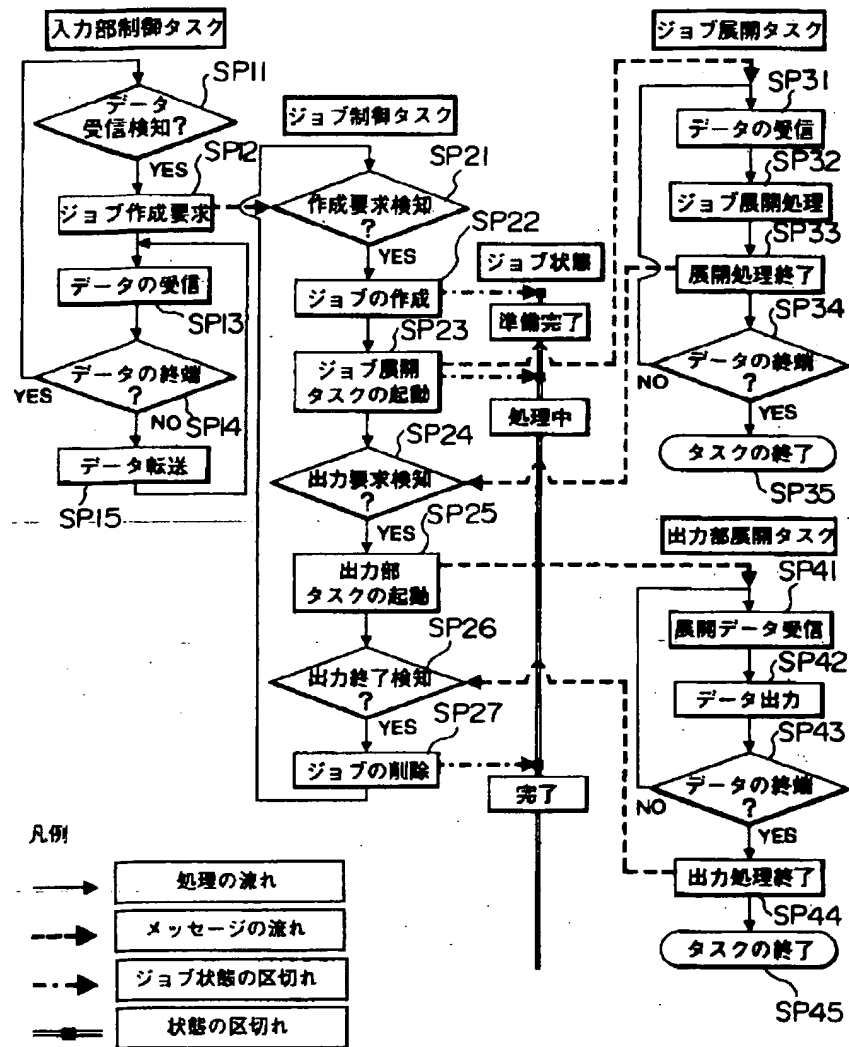 入力部制御タスク
SP11
データ
受信検知?
YES
SP12
ジョブ作成要求
データの受信
SP13
データの終端
?
YES
NO
SP14
データ転送
SP15
ジョブ制御タスク
SP21
作成要求検知
?
YES
SP22
ジョブの作成
SP23
ジョブ展開
タスクの起動
SP24
出力要求検知
?
YES
SP25
出力部
タスクの起動
SP26
出力終了検知
?
YES
SP27
ジョブの削除
ジョブ状態
準備完了
処理中
完了
ジョブ展開タスク
SP31
データの受信
SP32
ジョブ展開処理
SP33
展開処理終了
SP34
データの終端
?
NO
YES
タスクの終了
SP35
出力部展開タスク
SP41
展開データ受信
SP42
データ出力
SP43
データの終端
?
NO
YES
出力処理終了
SP44
タスクの終了
SP45
凡例
処理の流れ
メッセージの流れ
ジョブ状態の区切れ
状態の区切れ